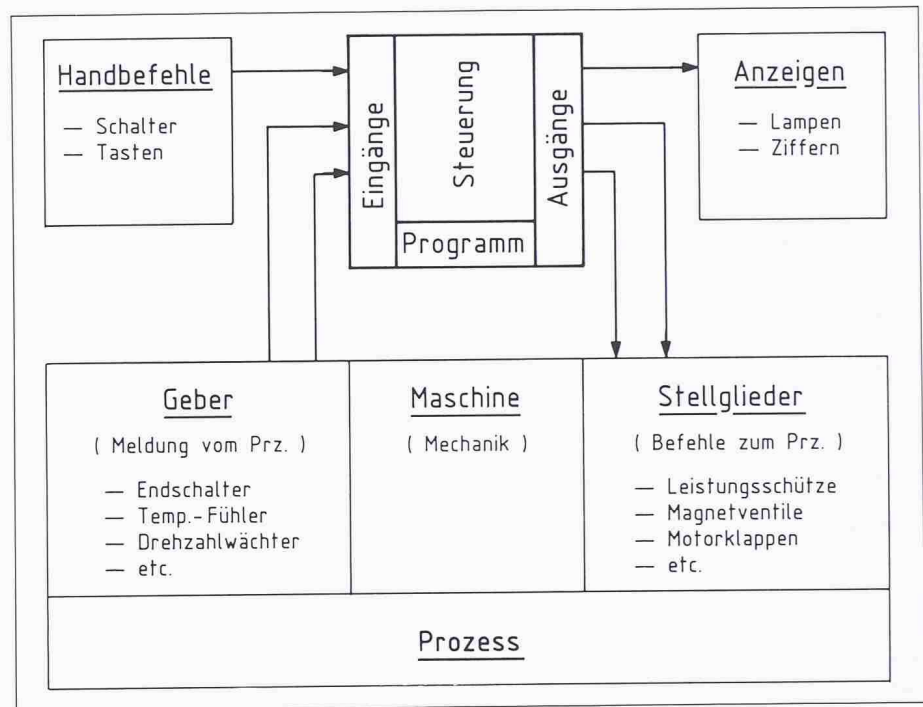 Handbefehle
— Schalter
— Tasten
Eingänge
Steuerung
Programm
Ausgänge
Anzeigen
— Lampen
— Ziffern
Geber
( Meldung vom Prz. )
— Endschalter
— Temp.-Fühler
— Drehzahlwächter
— etc.
Maschine
( Mechanik )
Stellglieder
( Befehle zum Prz. )
— Leistungsschütze
— Magnetventile
— Motorklappen
— etc.
Prozess